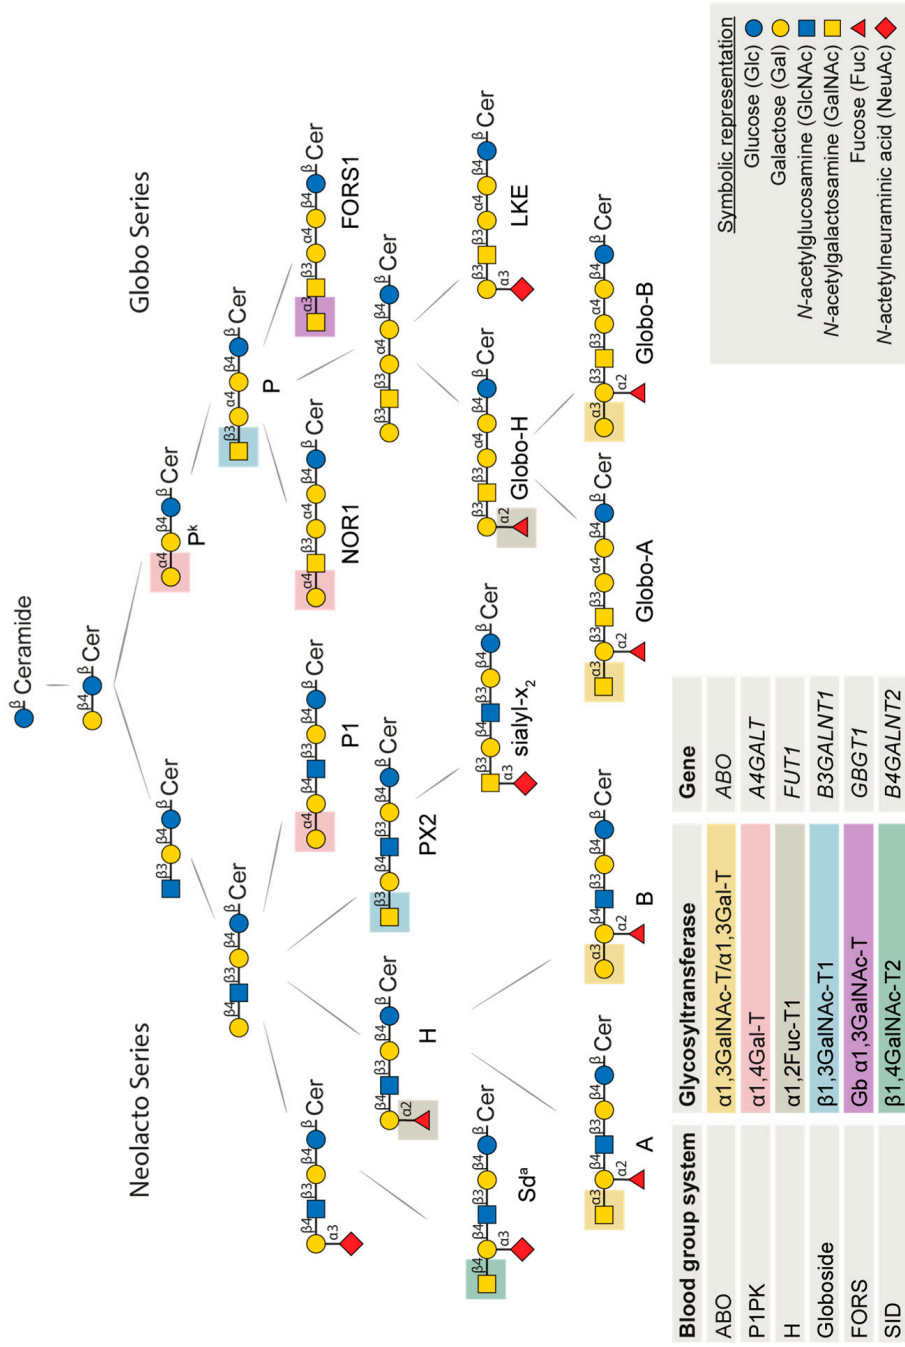 β Ceramide
Neolacto Series
Globo Series
β4 β Cer
β3 β4 β Cer
α4 β4 β Cer
Pᵏ
β4 β3 β4 β Cer
β3 α4 β4 β Cer
P
β4 β3 β4 β Cer
α3
α4 β4 β3 β4 β Cer
P1
α4 β3 α4 β4 β Cer
NOR1
α3 β3 α4 β4 β Cer
FORS1
β4 β3 β4 β Cer
α2
H
β3 β4 β3 β4 β Cer
PX2
β3 β3 α4 β4 β Cer
β4 β4 β3 β4 β Cer
α3
Sdᵃ
β3 β4 β3 β4 β Cer
α3
sialyl-x₂
β3 β3 α4 β4 β Cer
α2
Globo-H
β3 β3 α4 β4 β Cer
α3
LKE
α3 β4 β3 β4 β Cer
α2
A
α3 β4 β3 β4 β Cer
α2
B
α3 β3 β3 α4 β4 β Cer
α2
Globo-A
α3 β3 β3 α4 β4 β Cer
α2
Globo-B
Blood group system Glycosyltransferase Gene
ABO α1,3GalNAc-T/α1,3Gal-T ABO
P1PK α1,4Gal-T A4GALT
H α1,2Fuc-T1 FUT1
Globoside β1,3GalNAc-T1 B3GALNT1
FORS Gb α1,3GalNAc-T GBGT1
SID β1,4GalNAc-T2 B4GALNT2
Symbolic representation
Glucose (Glc)
Galactose (Gal)
N-acetylglucosamine (GlcNAc)
N-acetygalactosamine (GalNAc)
Fucose (Fuc)
N-actetylneuraminic acid (NeuAc)